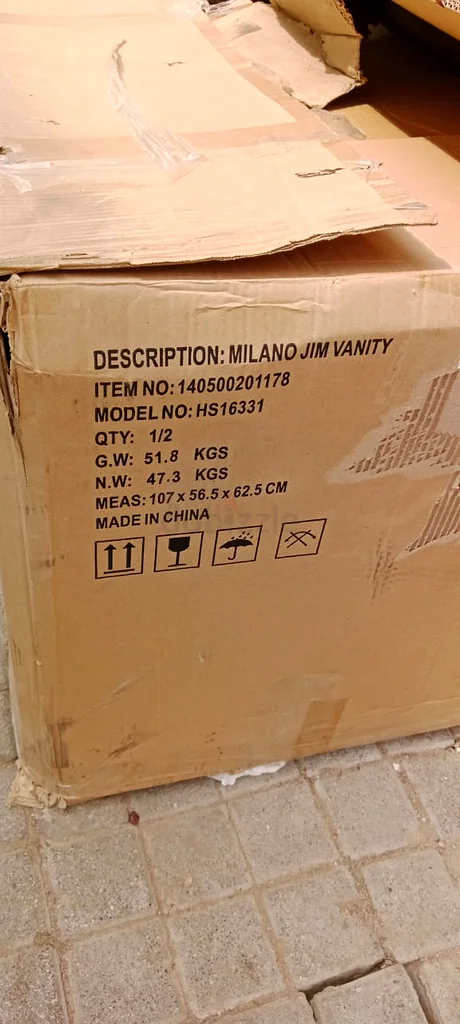 DESCRIPTION: MILANO JIM VANITY
ITEM NO: 140500201178
MODEL NO: HS16331
QTY: 1/2
G.W: 51.8 KGS
N.W: 47.3 KGS
MEAS: 107 x 56.5 x 62.5 CM
MADE IN CHINA